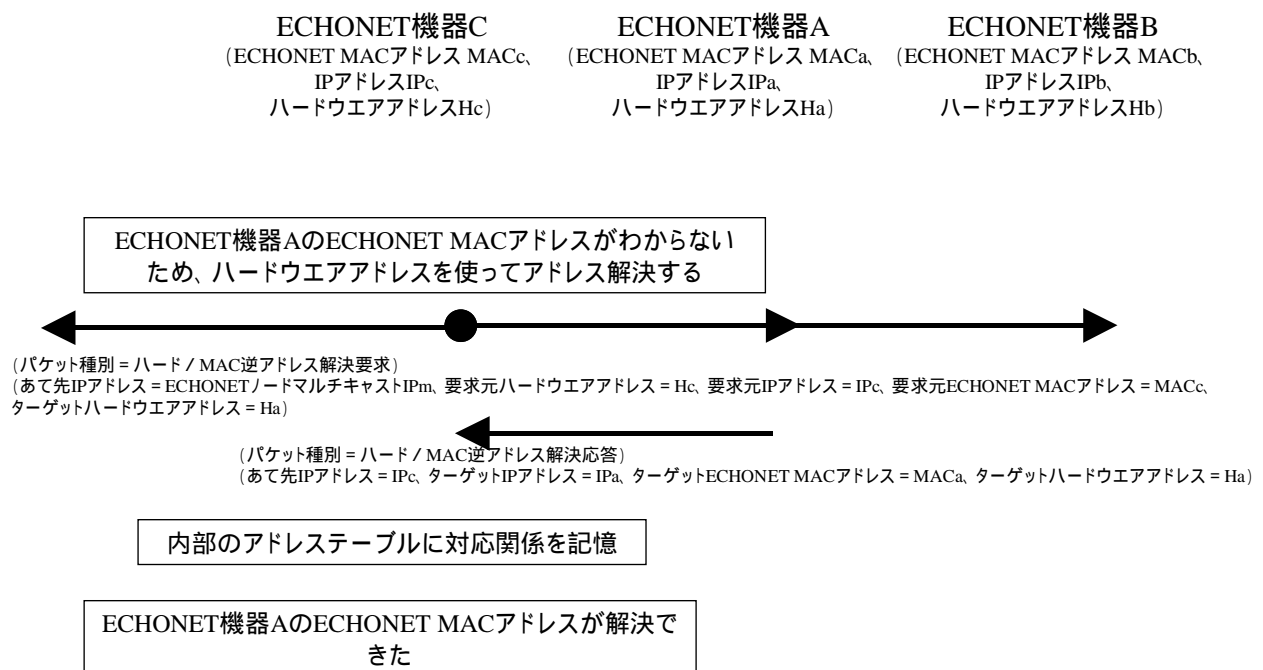 ECHONET機器C
(ECHONET MACアドレス MACc、
IPアドレスIPc、
ハードウエアアドレスHc)
ECHONET機器A
(ECHONET MACアドレス MACa、
IPアドレスIPa、
ハードウエアアドレスHa)
ECHONET機器B
(ECHONET MACアドレス MACb、
IPアドレスIPb、
ハードウエアアドレスHb)
ECHONET機器AのECHONET MACアドレスがわからない
ため、ハードウエアアドレスを使ってアドレス解決する
(パケット種別 = ハード / MAC逆アドレス解決要求)
(あて先IPアドレス = ECHONETノードマルチキャストIPm、要求元ハードウエアアドレス = Hc、要求元IPアドレス = IPc、要求元ECHONET MACアドレス = MACc、
ターゲットハードウエアアドレス = Ha)
(パケット種別 = ハード / MAC逆アドレス解決応答)
(あて先IPアドレス = IPc、ターゲットIPアドレス = IPa、ターゲットECHONET MACアドレス = MACa、ターゲットハードウエアアドレス = Ha)
内部のアドレステーブルに対応関係を記憶
ECHONET機器AのECHONET MACアドレスが解決で
きた